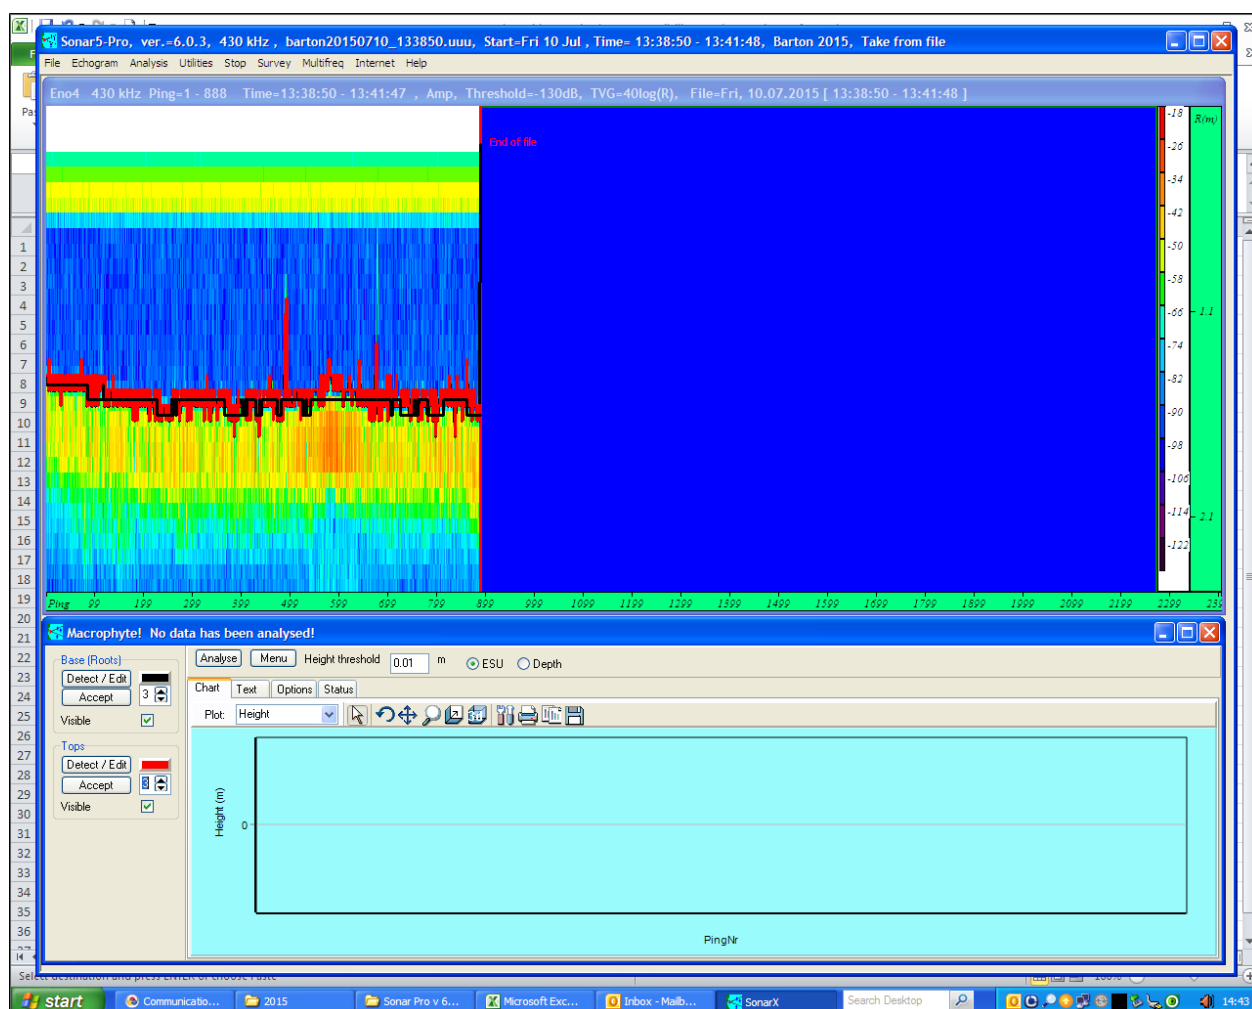 Sonar5-Pro, ver.=6.0.3, 430 kHz , barton20150710_133850.uuu, Start=Fri 10 Jul , Time= 13:38:50 - 13:41:48, Barton 2015, Take from file
File Echogram Analysis Utilities Stop Survey Multifreq Internet Help
Eno4 430 kHz Ping=1 - 888 Time=13:38:50 - 13:41:47 , Amp, Threshold=-130dB, TVG=40log(R), File=Fri, 10.07.2015 [ 13:38:50 - 13:41:48 ]
End of file
-18
R(m)
-26
-34
-42
-50
-58
-66
1.1
-74
-82
-90
-98
-106
-114
2.1
-122
Ping 99 199 299 399 499 599 699 799 899 999 1099 1199 1299 1399 1499 1599 1699 1799 1899 1999 2099 2199 2299
1
2
3
4
5
6
7
8
9
10
11
12
13
14
15
16
17
18
19
20
21
22
23
24
25
26
27
28
29
30
31
32
33
34
35
36
Macrophyte! No data has been analysed!
Base (Roots)
Detect / Edit
Accept 3
Visible
Tops
Detect / Edit
Accept 3
Visible
Analyse Menu Height threshold 0.01 m ESU Depth
Chart Text Options Status
Plot: Height
Height (m)
0
PingNr
start Communicatio... 2015 Sonar Pro v 6... Microsoft Exc... Inbox - Mailb... SonarX Search Desktop 14:43